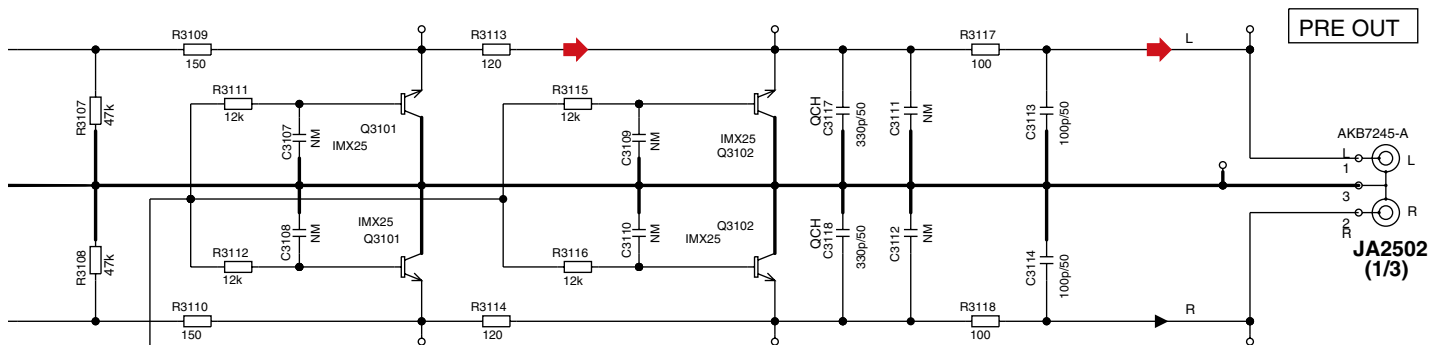 PRE OUT
R3109
150
R3113
120
R3117
100
L
R3107
47k
R3111
12k
C3107
NM
Q3101
IMX25
R3115
12k
C3109
NM
IMX25
Q3102
QCH
C3117
330p/50
C3111
NM
C3113
100p/50
AKB7245-A
L
1
L
3
2
R
R
JA2502
(1/3)
R3108
47k
R3112
12k
C3108
NM
IMX25
Q3101
R3116
12k
C3110
NM
Q3102
IMX25
QCH
C3118
330p/50
C3112
NM
C3114
100p/50
R3110
150
R3114
120
R3118
100
R